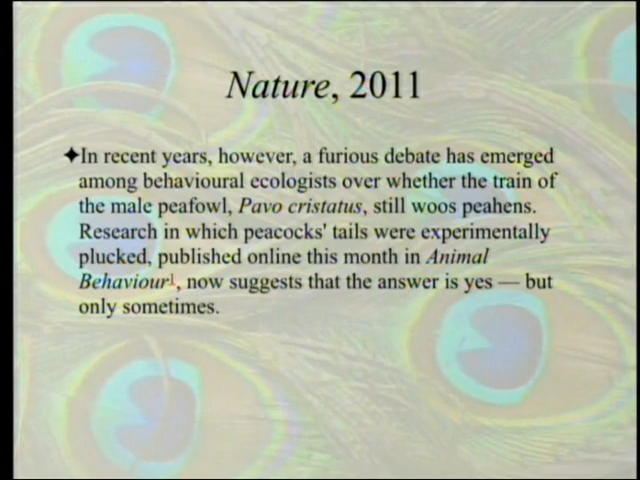 Nature, 2011
✦In recent years, however, a furious debate has emerged
among behavioural ecologists over whether the train of
the male peafowl, Pavo cristatus, still woos peahens.
Research in which peacocks' tails were experimentally
plucked, published online this month in Animal
Behaviour¹, now suggests that the answer is yes — but
only sometimes.